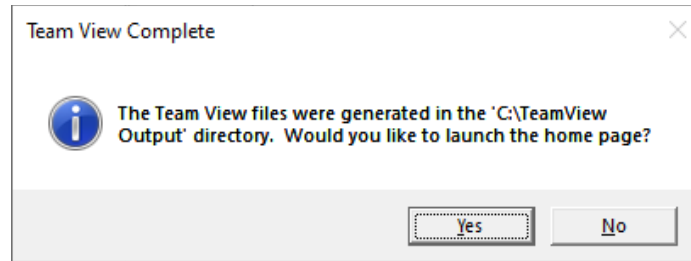 Team View Complete
The Team View files were generated in the 'C:\TeamView
Output' directory.  Would you like to launch the home page?
Yes
No